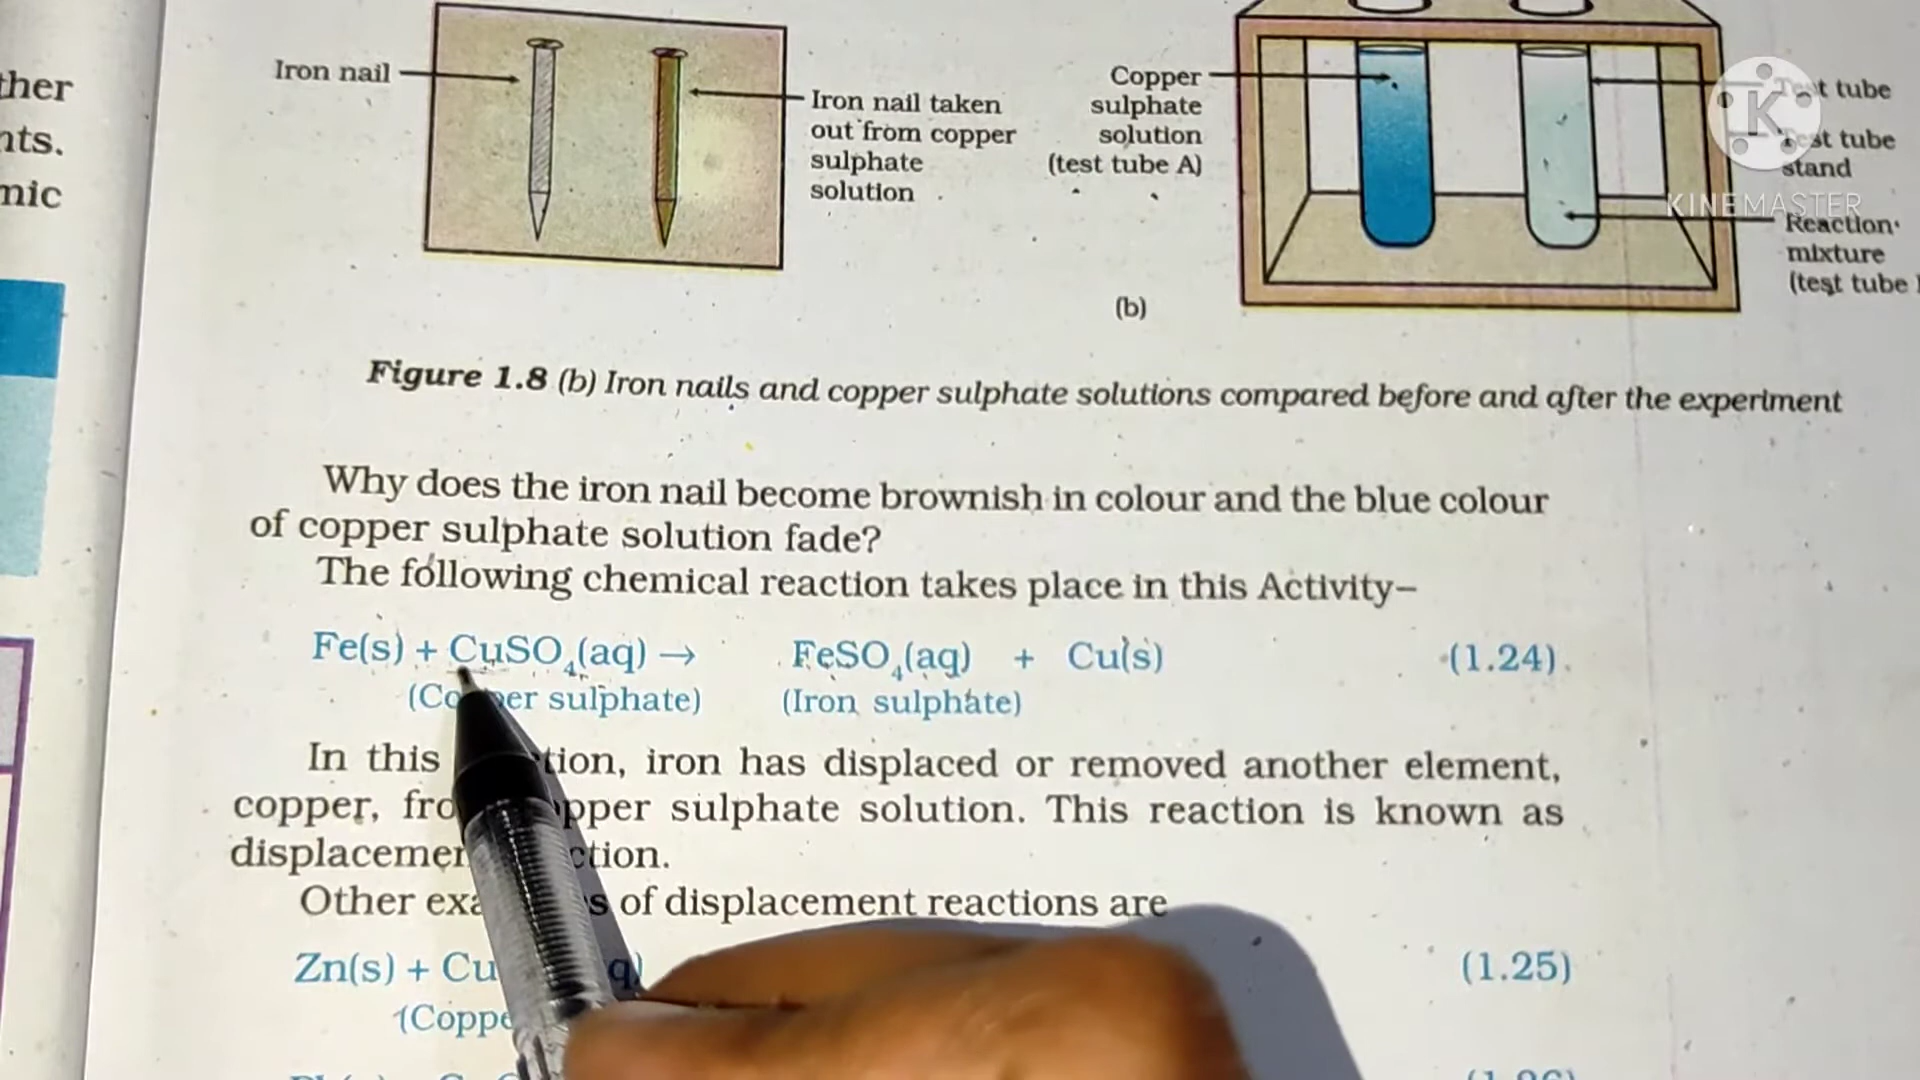 ther
nts.
mic
Iron nail
Iron nail taken
out from copper
sulphate
solution
Copper
sulphate
solution
(test tube A)
Test tube
Test tube
stand
Reaction
mixture
(test tube
K
KINEMASTER
(b)
Figure 1.8 (b) Iron nails and copper sulphate solutions compared before and after the experiment
Why does the iron nail become brownish in colour and the blue colour
of copper sulphate solution fade?
The following chemical reaction takes place in this Activity–
Fe(s) + CuSO₄(aq) → FeSO₄(aq) + Cu(s) (1.24)
(Copper sulphate) (Iron sulphate)
In this tion, iron has displaced or removed another element,
copper, fro pper sulphate solution. This reaction is known as
displacemen ction.
Other exa s of displacement reactions are
Zn(s) + Cu q) (1.25)
(Coppe